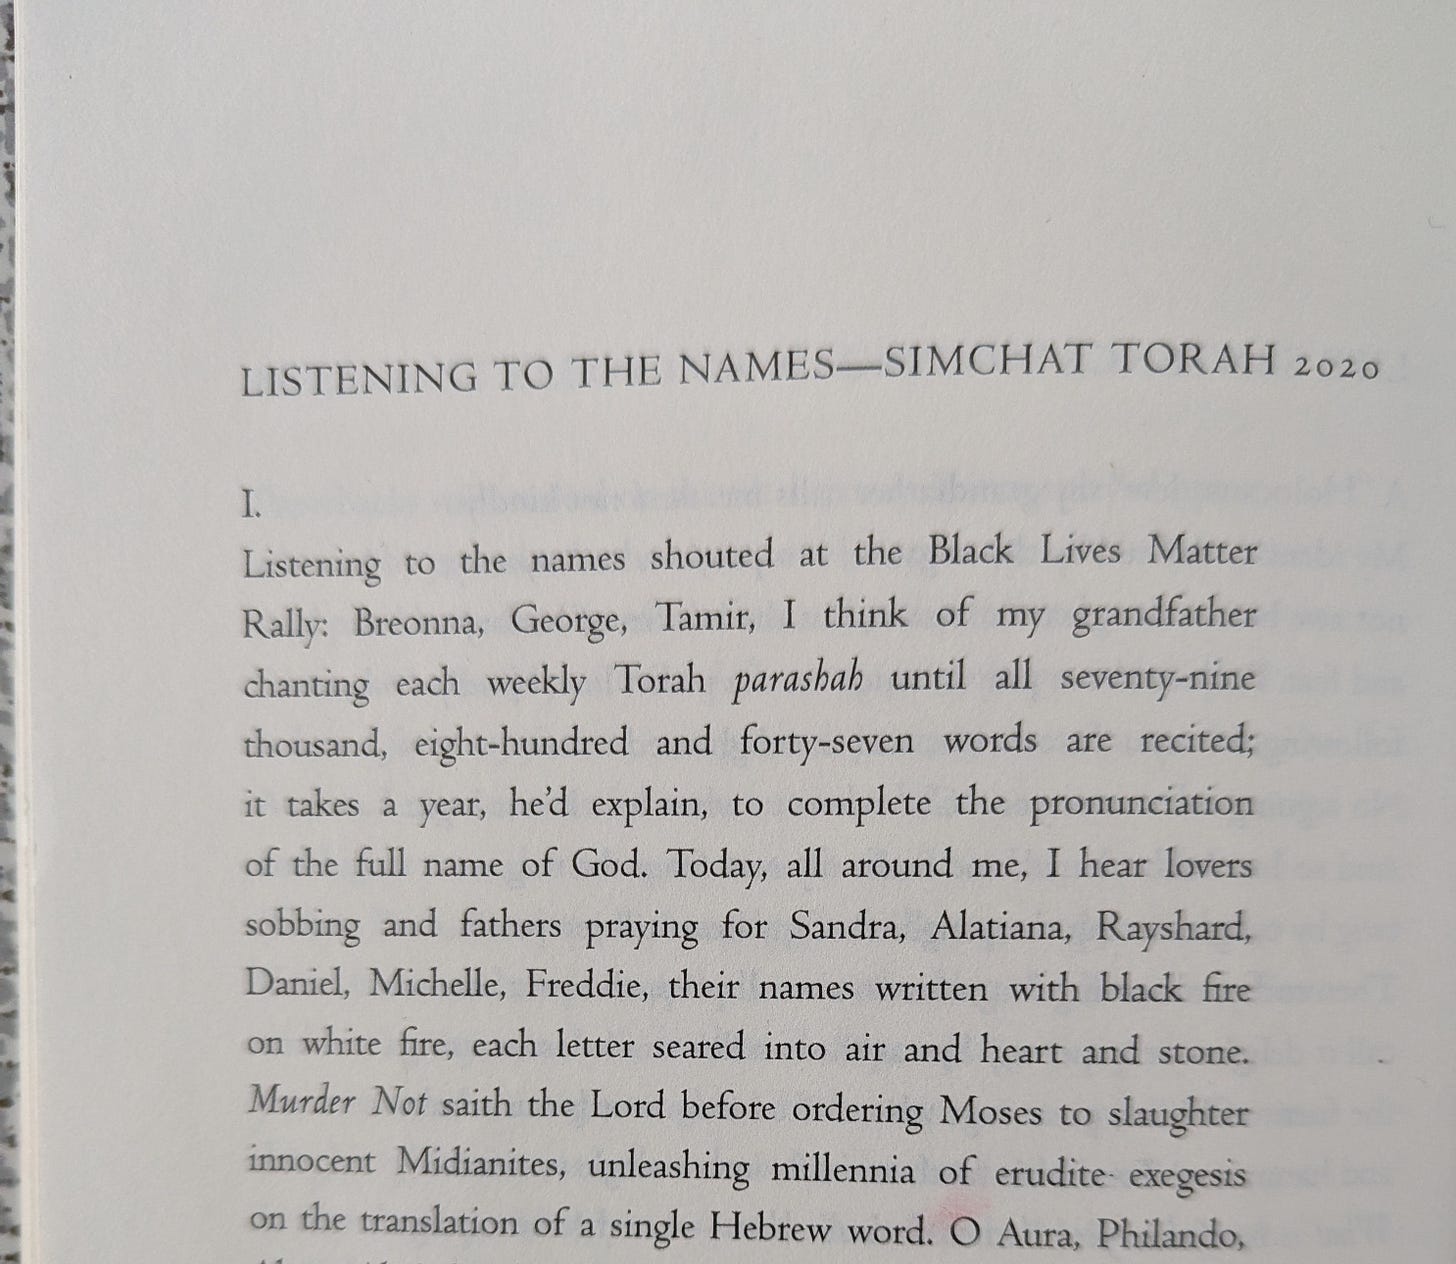 LISTENING TO THE NAMES—SIMCHAT TORAH 2020
I.
Listening to the names shouted at the Black Lives Matter
Rally: Breonna, George, Tamir, I think of my grandfather
chanting each weekly Torah parashah until all seventy-nine
thousand, eight-hundred and forty-seven words are recited;
it takes a year, he'd explain, to complete the pronunciation
of the full name of God. Today, all around me, I hear lovers
sobbing and fathers praying for Sandra, Alatiana, Rayshard,
Daniel, Michelle, Freddie, their names written with black fire
on white fire, each letter seared into air and heart and stone.
Murder Not saith the Lord before ordering Moses to slaughter
innocent Midianites, unleashing millennia of erudite exegesis
on the translation of a single Hebrew word. O Aura, Philando,